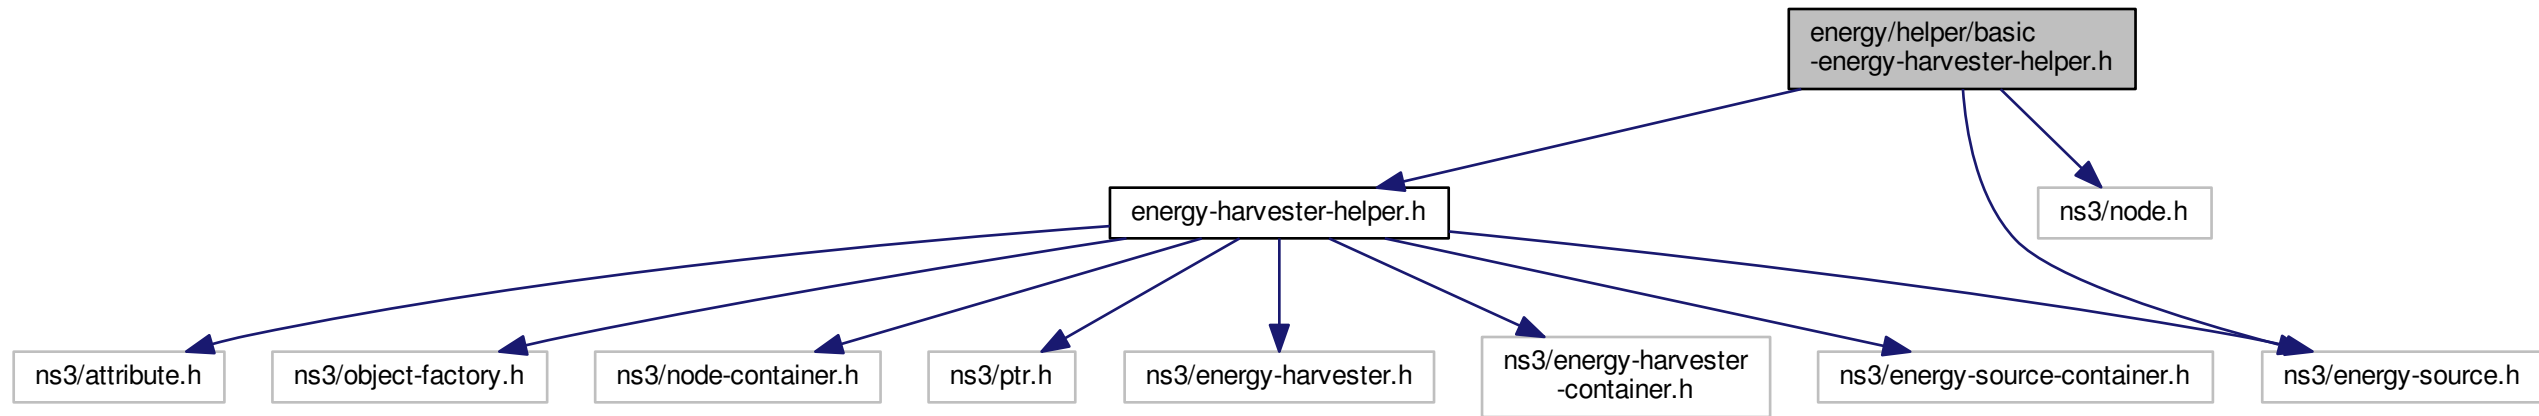 energy/helper/basic
-energy-harvester-helper.h
energy-harvester-helper.h
ns3/node.h
ns3/attribute.h
ns3/object-factory.h
ns3/node-container.h
ns3/ptr.h
ns3/energy-harvester.h
ns3/energy-harvester
-container.h
ns3/energy-source-container.h
ns3/energy-source.h